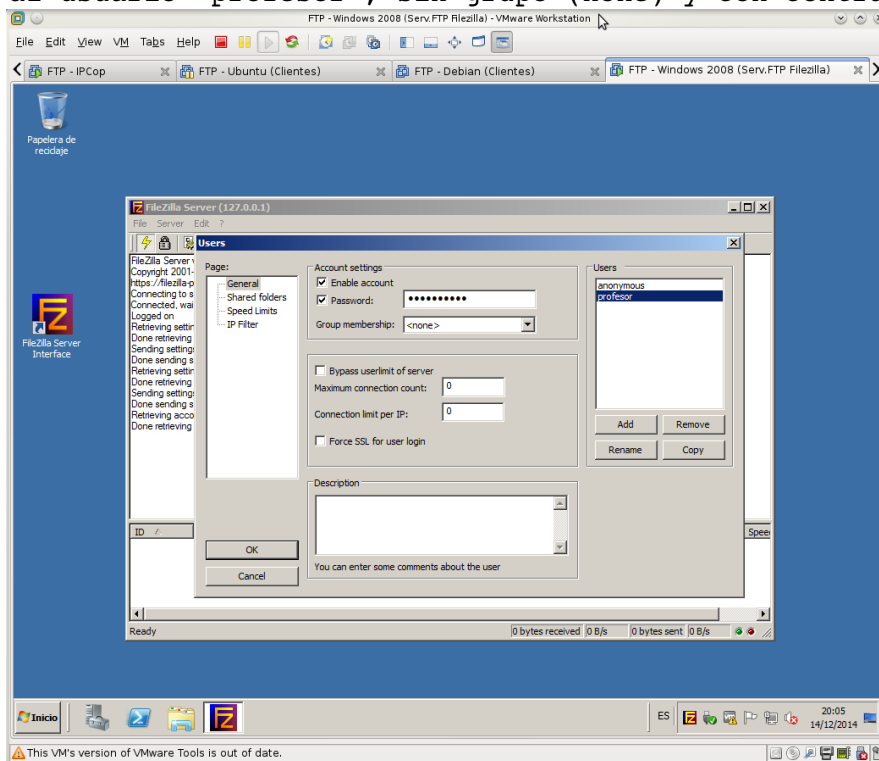 FTP - Windows 2008 (Serv.FTP Filezilla) - VMware Workstation
File Edit View VM Tabs Help
FTP - IPCop
FTP - Ubuntu (Clientes)
FTP - Debian (Clientes)
FTP - Windows 2008 (Serv.FTP Filezilla)
Papelera de
reciclaje
FileZilla Server
Interface
FileZilla Server (127.0.0.1)
File Server Edit ?
FileZilla Server
Copyright 2001-
https://filezilla-p
Connecting to s
Connected, wai
Logged on
Retrieving settin
Done retrieving
Sending settings
Done sending s
Retrieving settin
Done retrieving
Sending settings
Done sending s
Retrieving acco
Done retrieving
Users
Page:
General
Shared folders
Speed Limits
IP Filter
Account settings
Enable account
Password:
Group membership: <none>
Bypass userlimit of server
Maximum connection count: 0
Connection limit per IP: 0
Force SSL for user login
Description
You can enter some comments about the user
Users
anonymous
profesor
Add Remove
Rename Copy
OK
Cancel
ID /
Spee
Ready
0 bytes received 0 B/s 0 bytes sent 0 B/s
Inicio
ES
20:05
14/12/2014
This VM's version of VMware Tools is out of date.